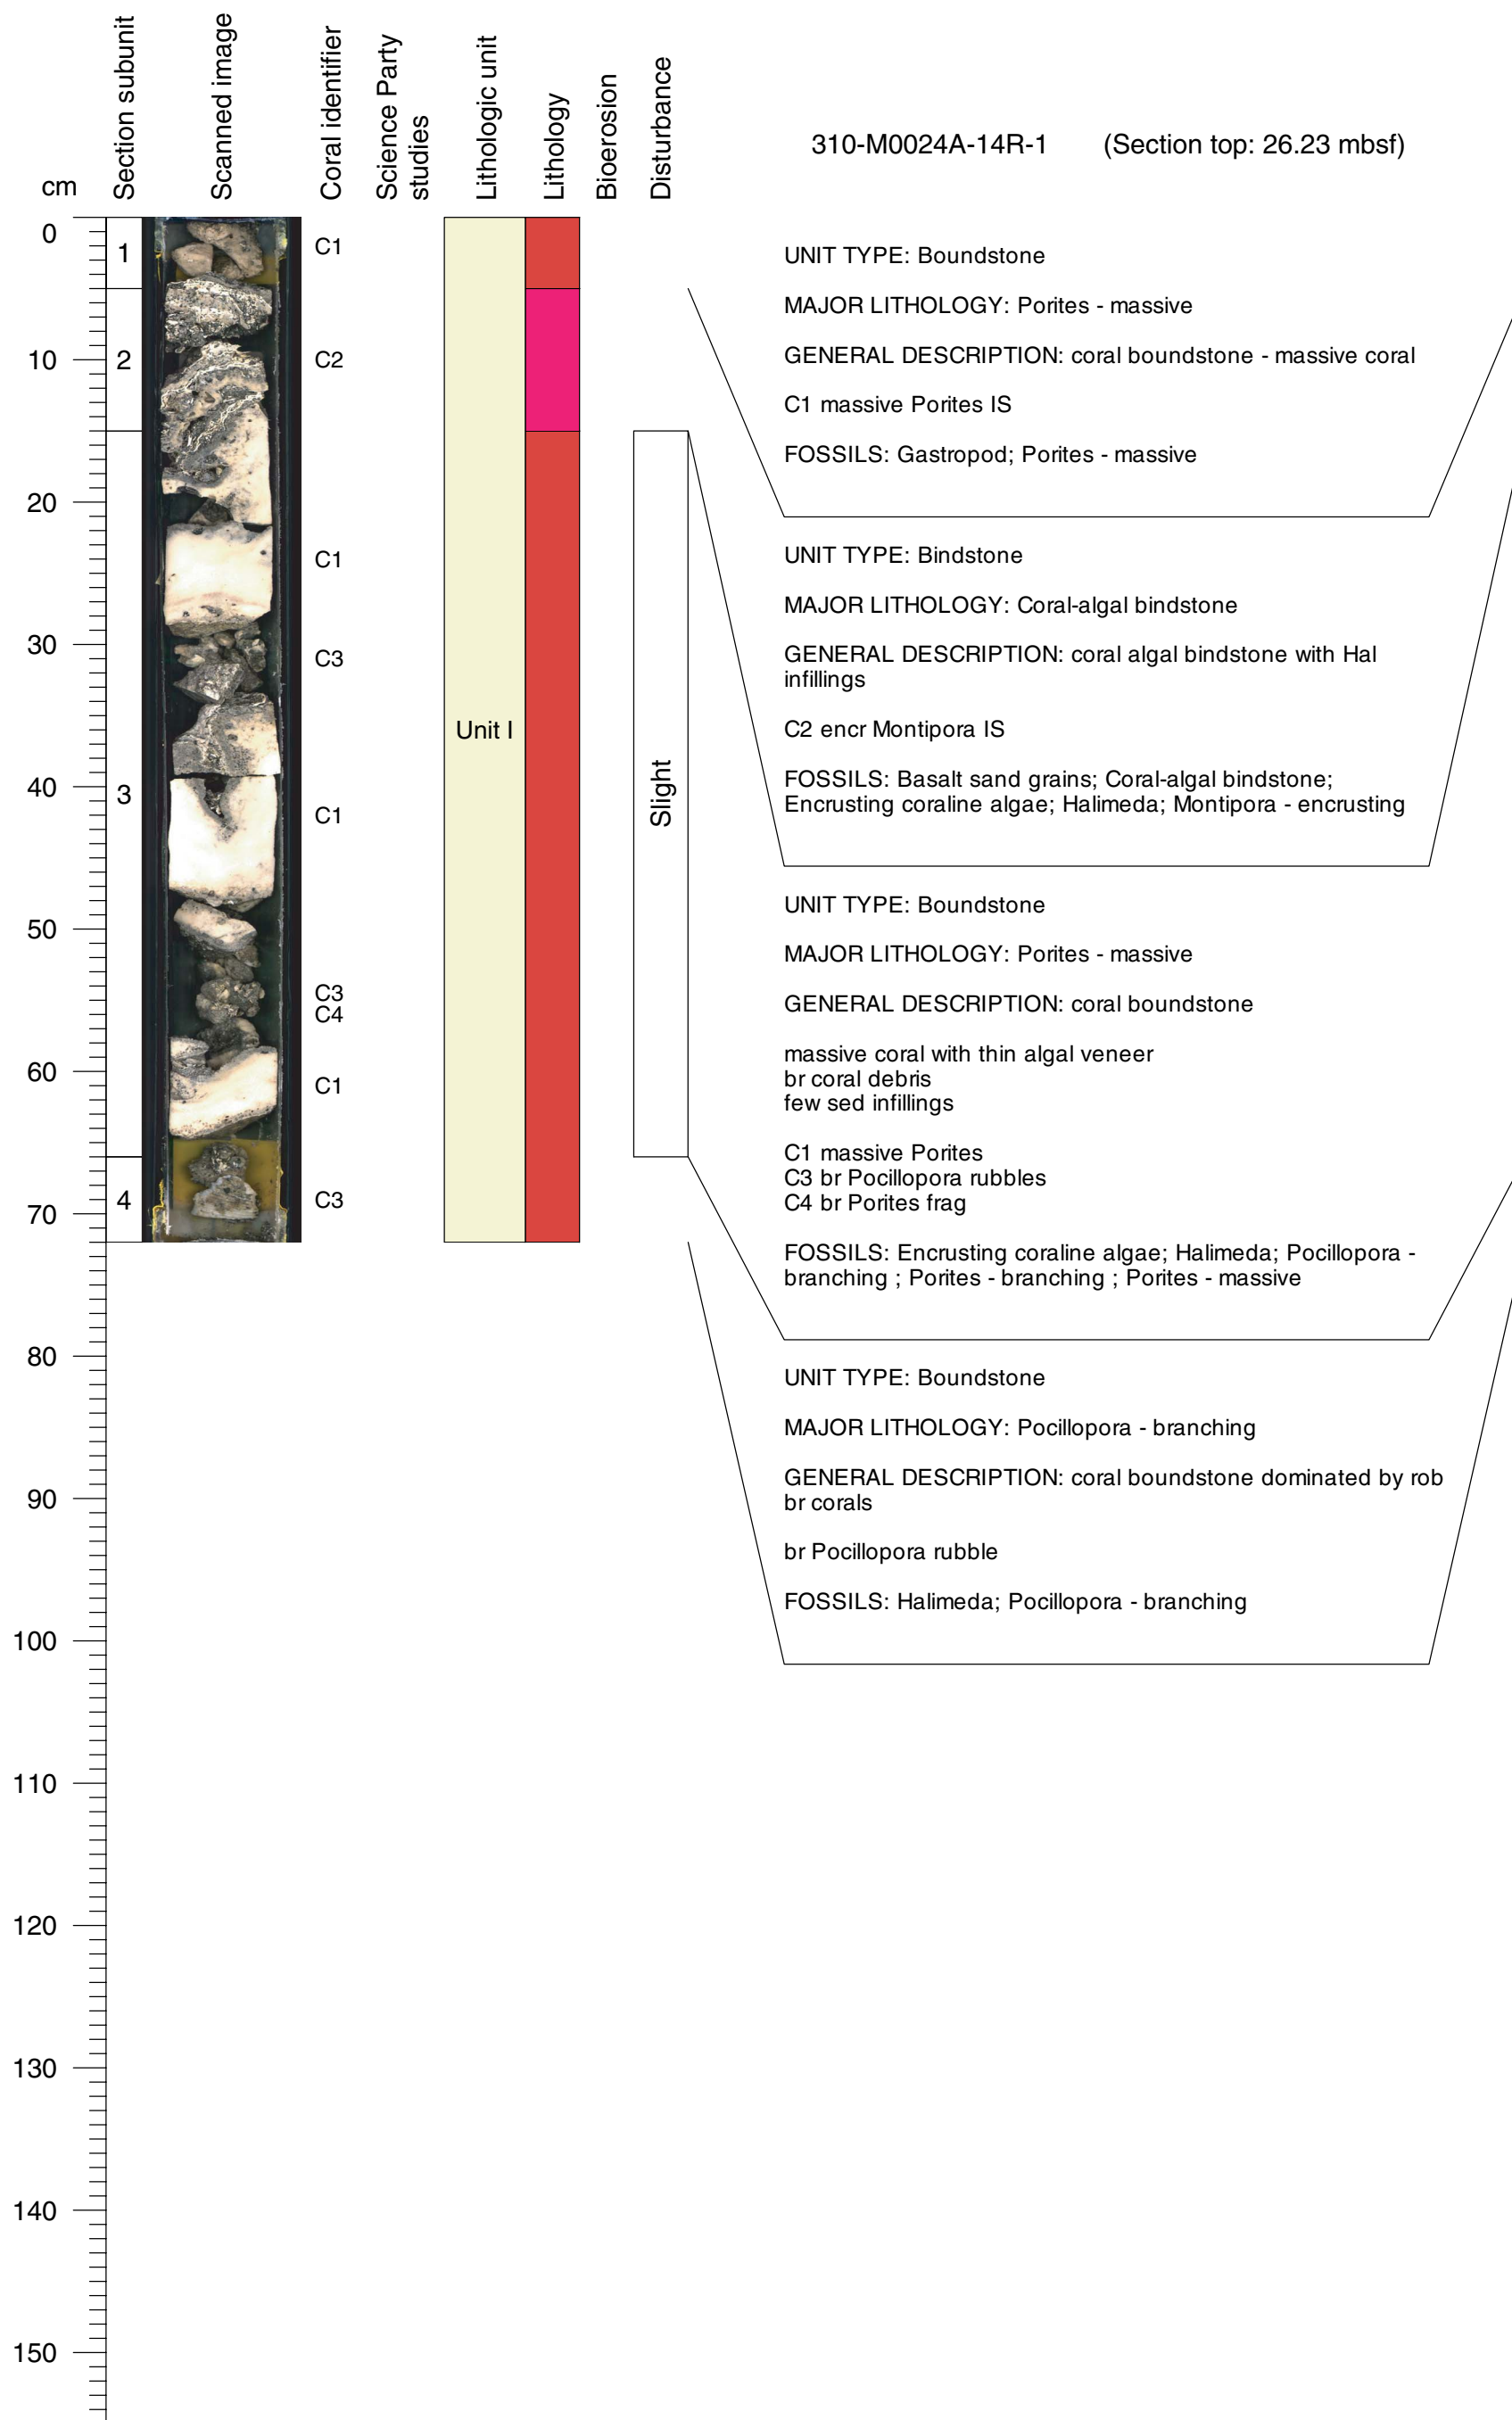 Section subunit
Scanned image
Coral identifier
Science Party
studies
Lithologic unit
Lithology
Bioerosion
Disturbance
310-M0024A-14R-1 (Section top: 26.23 mbsf)
cm
0
10
20
30
40
50
60
70
80
90
100
110
120
130
140
150
1
2
3
4
C1
C2
C1
C3
C1
C3
C4
C1
C3
Unit I
Slight
UNIT TYPE: Boundstone
MAJOR LITHOLOGY: Porites - massive
GENERAL DESCRIPTION: coral boundstone - massive coral
C1 massive Porites IS
FOSSILS: Gastropod; Porites - massive
UNIT TYPE: Bindstone
MAJOR LITHOLOGY: Coral-algal bindstone
GENERAL DESCRIPTION: coral algal bindstone with Hal
infillings
C2 encr Montipora IS
FOSSILS: Basalt sand grains; Coral-algal bindstone;
Encrusting coraline algae; Halimeda; Montipora - encrusting
UNIT TYPE: Boundstone
MAJOR LITHOLOGY: Porites - massive
GENERAL DESCRIPTION: coral boundstone
massive coral with thin algal veneer
br coral debris
few sed infillings
C1 massive Porites
C3 br Pocillopora rubbles
C4 br Porites frag
FOSSILS: Encrusting coraline algae; Halimeda; Pocillopora -
branching ; Porites - branching ; Porites - massive
UNIT TYPE: Boundstone
MAJOR LITHOLOGY: Pocillopora - branching
GENERAL DESCRIPTION: coral boundstone dominated by rob
br corals
br Pocillopora rubble
FOSSILS: Halimeda; Pocillopora - branching